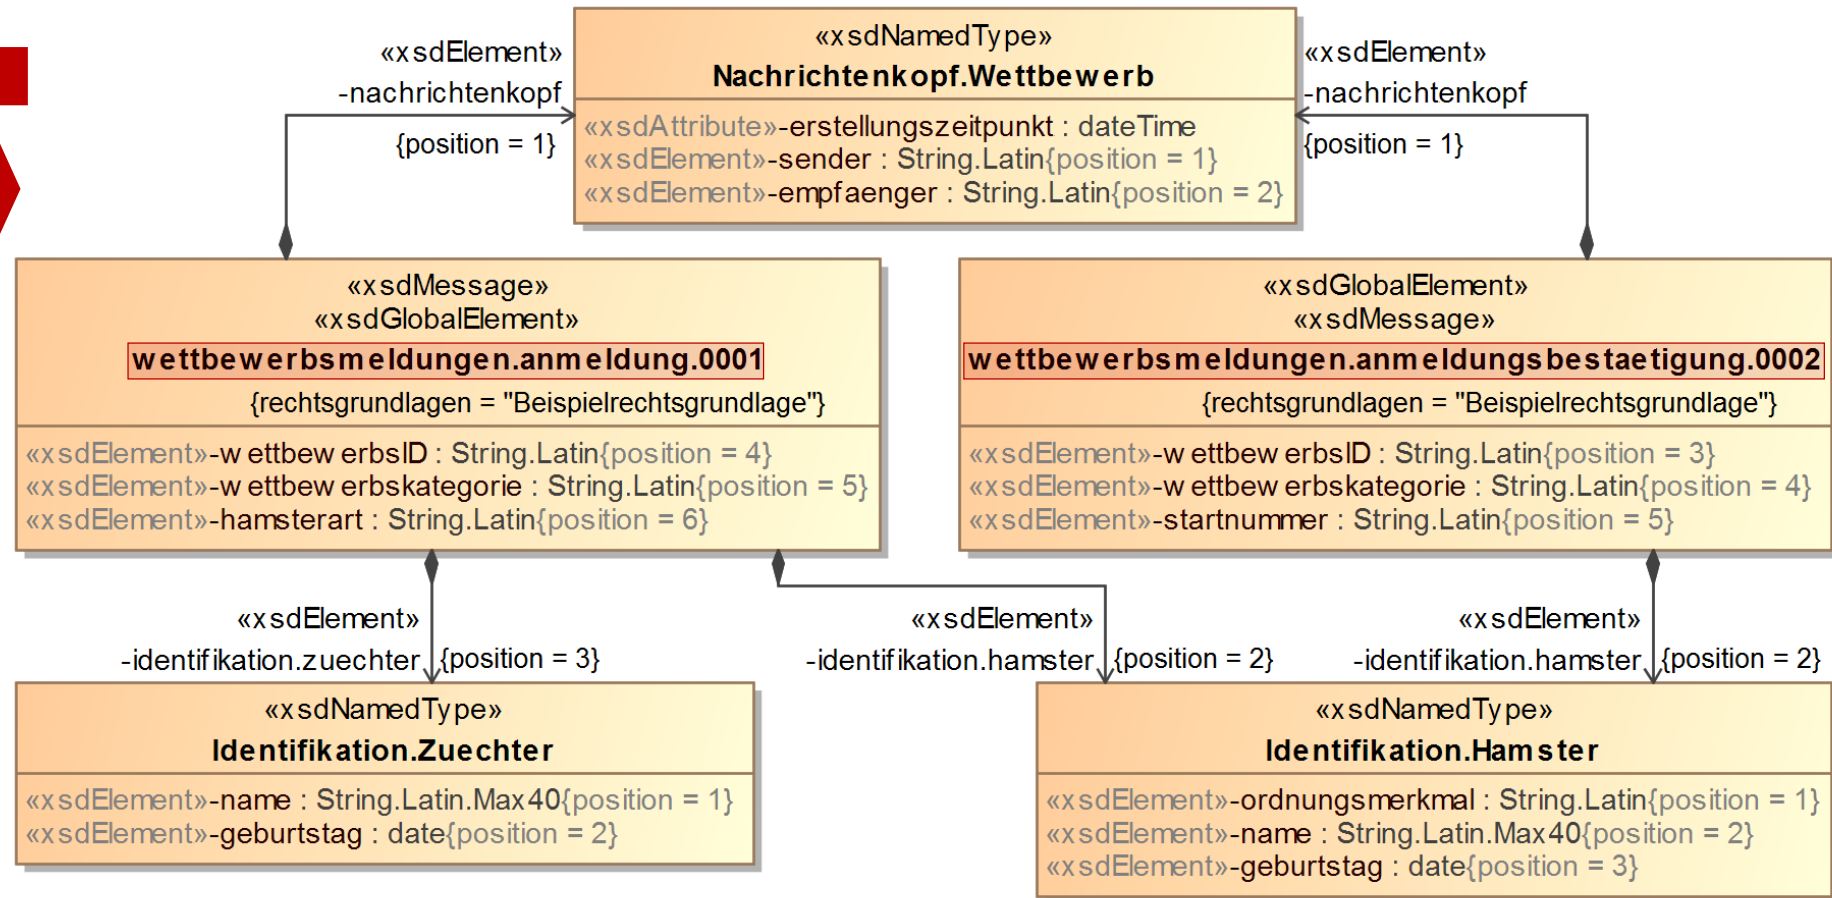 «xsdNamedType»
Nachrichtenkopf.Wettbewerb
«xsdAttribute»-erstellungszeitpunkt : dateTime
«xsdElement»-sender : String.Latin{position = 1}
«xsdElement»-empfaenger : String.Latin{position = 2}
«xsdElement»
-nachrichtenkopf
{position = 1}
«xsdElement»
-nachrichtenkopf
{position = 1}
«xsdMessage»
«xsdGlobalElement»
wettbewerbsmeldungen.anmeldung.0001
{rechtsgrundlagen = "Beispielrechtsgrundlage"}
«xsdElement»-wettbewerbsID : String.Latin{position = 4}
«xsdElement»-wettbewerbskategorie : String.Latin{position = 5}
«xsdElement»-hamsterart : String.Latin{position = 6}
«xsdGlobalElement»
«xsdMessage»
wettbewerbsmeldungen.anmeldungsbestaetigung.0002
{rechtsgrundlagen = "Beispielrechtsgrundlage"}
«xsdElement»-wettbewerbsID : String.Latin{position = 3}
«xsdElement»-wettbewerbskategorie : String.Latin{position = 4}
«xsdElement»-startnummer : String.Latin{position = 5}
«xsdElement»
-identifikation.zuechter
{position = 3}
«xsdElement»
-identifikation.hamster
{position = 2}
«xsdElement»
-identifikation.hamster
{position = 2}
«xsdNamedType»
Identifikation.Zuechter
«xsdElement»-name : String.Latin.Max40{position = 1}
«xsdElement»-geburtstag : date{position = 2}
«xsdNamedType»
Identifikation.Hamster
«xsdElement»-ordnungsmerkmal : String.Latin{position = 1}
«xsdElement»-name : String.Latin.Max40{position = 2}
«xsdElement»-geburtstag : date{position = 3}